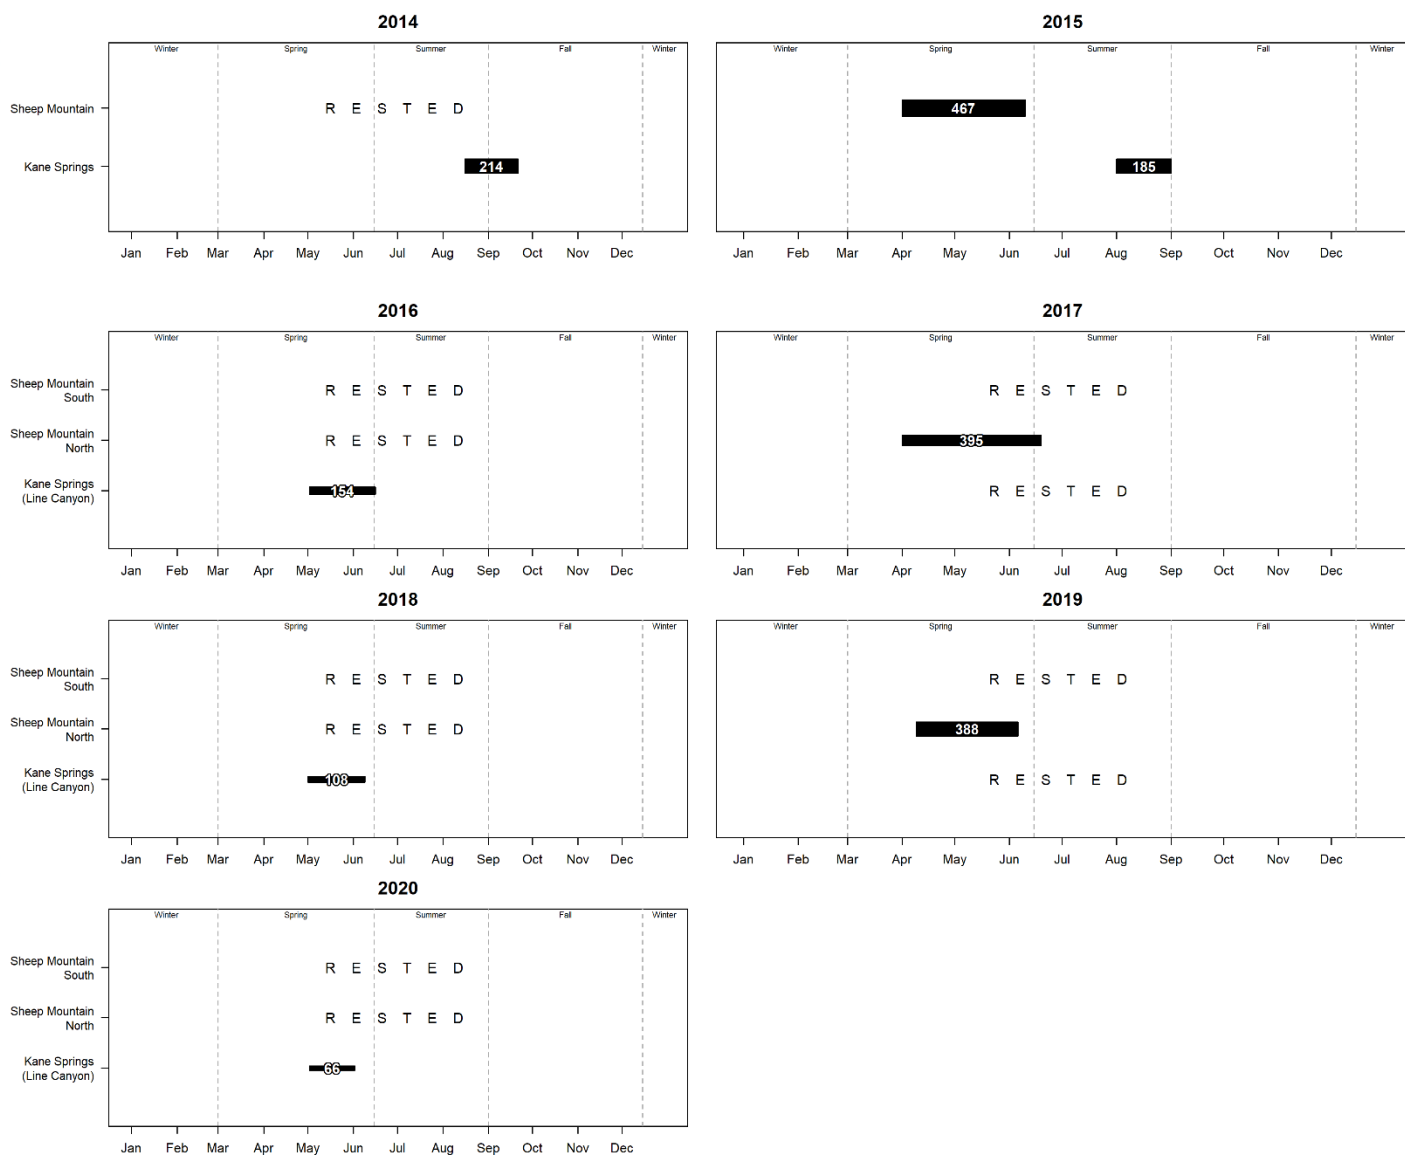 2014
Winter Spring Summer Fall Winter
Sheep Mountain R E S T E D
Kane Springs 214
Jan Feb Mar Apr May Jun Jul Aug Sep Oct Nov Dec
2015
Winter Spring Summer Fall Winter
467
185
Jan Feb Mar Apr May Jun Jul Aug Sep Oct Nov Dec
2016
Winter Spring Summer Fall Winter
Sheep Mountain
South
R E S T E D
Sheep Mountain
North
R E S T E D
Kane Springs
(Line Canyon)
154
Jan Feb Mar Apr May Jun Jul Aug Sep Oct Nov Dec
2017
Winter Spring Summer Fall Winter
R E S T E D
395
R E S T E D
Jan Feb Mar Apr May Jun Jul Aug Sep Oct Nov Dec
2018
Winter Spring Summer Fall Winter
Sheep Mountain
South
R E S T E D
Sheep Mountain
North
R E S T E D
Kane Springs
(Line Canyon)
108
Jan Feb Mar Apr May Jun Jul Aug Sep Oct Nov Dec
2019
Winter Spring Summer Fall Winter
R E S T E D
388
R E S T E D
Jan Feb Mar Apr May Jun Jul Aug Sep Oct Nov Dec
2020
Winter Spring Summer Fall Winter
Sheep Mountain
South
R E S T E D
Sheep Mountain
North
R E S T E D
Kane Springs
(Line Canyon)
66
Jan Feb Mar Apr May Jun Jul Aug Sep Oct Nov Dec